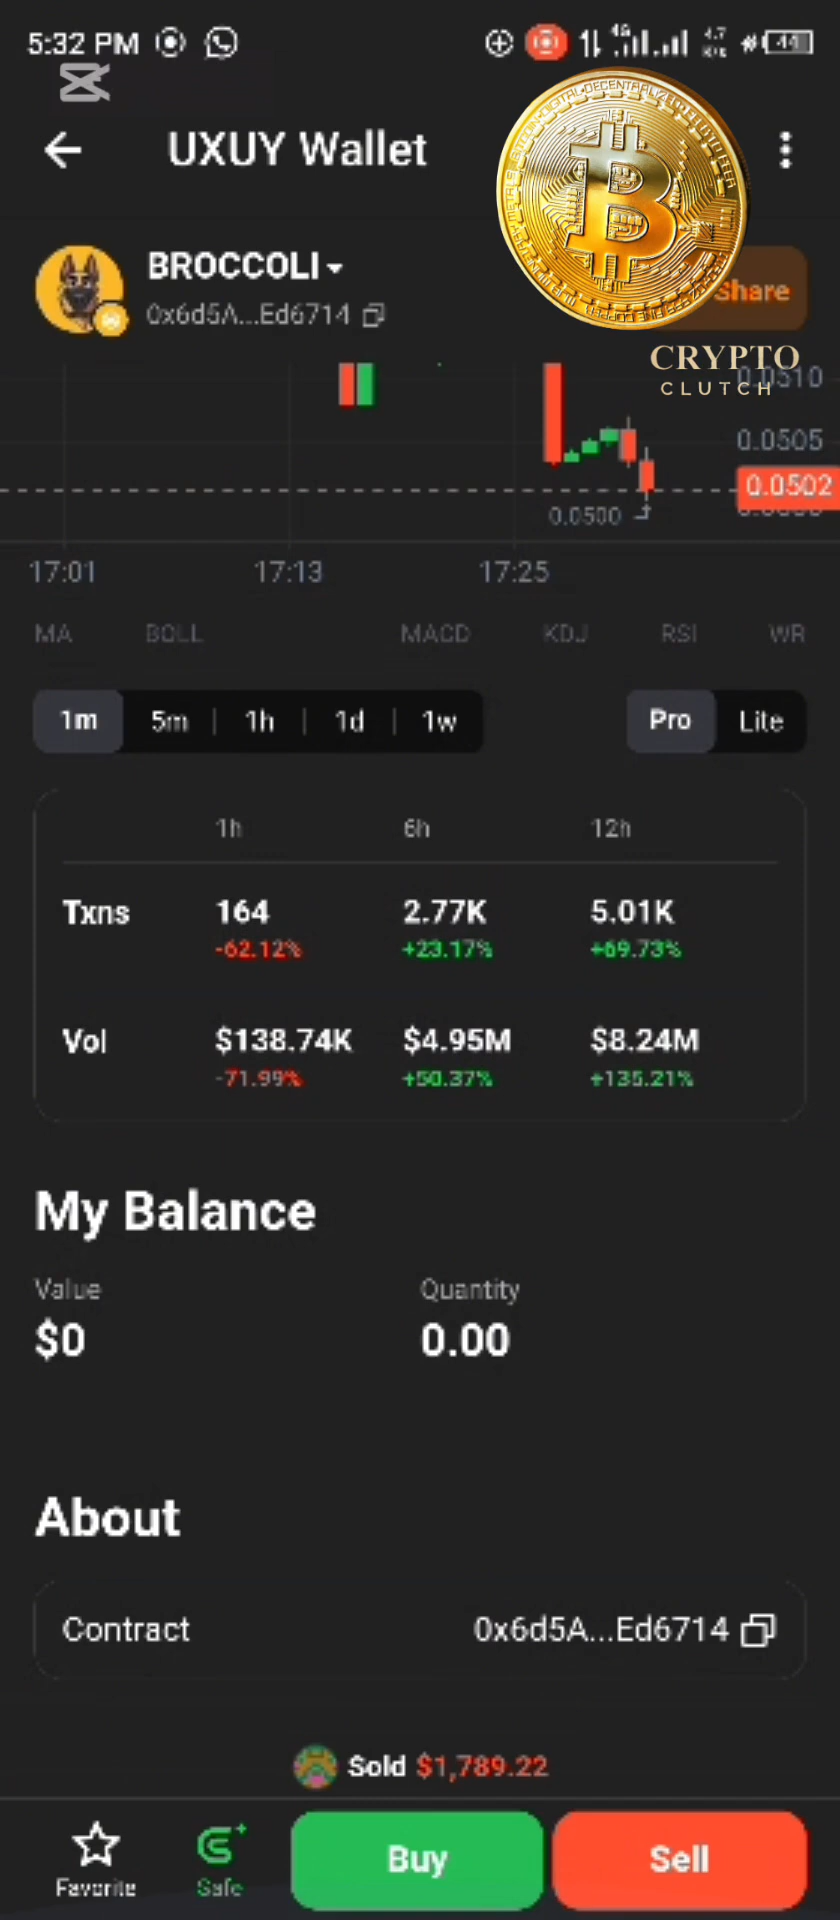 5:32 PM
4G
4.7
44
UXUY Wallet
BROCCOLI
0x6d5A...Ed6714
Share
CRYPTO
CLUTCH
0.0510
0.0505
0.0502
0.0500
17:01 17:13 17:25
MA BOLL MACD KDJ RSI WR
1m 5m 1h 1d 1w Pro Lite
1h 6h 12h
Txns 164 2.77K 5.01K
-62.12% +23.17% +69.73%
Vol $138.74K $4.95M $8.24M
-71.99% +50.37% +135.21%
My Balance
Value Quantity
$0 0.00
About
Contract 0x6d5A...Ed6714
Sold $1,789.22
Favorite Safe Buy Sell